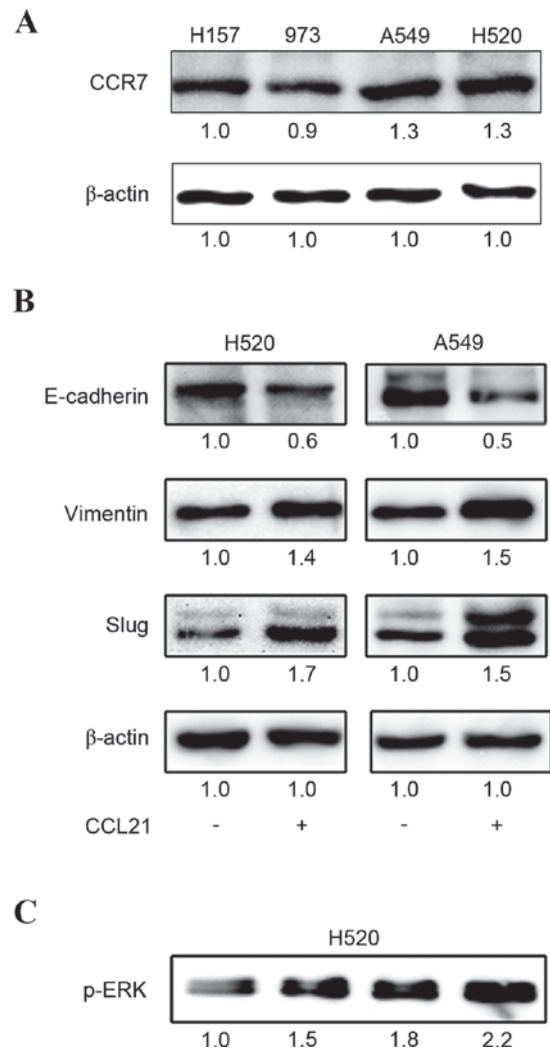 A
H157 973 A549 H520
CCR7
1.0 0.9 1.3 1.3
β-actin
1.0 1.0 1.0 1.0
B
H520 A549
E-cadherin
1.0 0.6 1.0 0.5
Vimentin
1.0 1.4 1.0 1.5
Slug
1.0 1.7 1.0 1.5
β-actin
1.0 1.0 1.0 1.0
CCL21 - + - +
C
H520
p-ERK
1.0 1.5 1.8 2.2